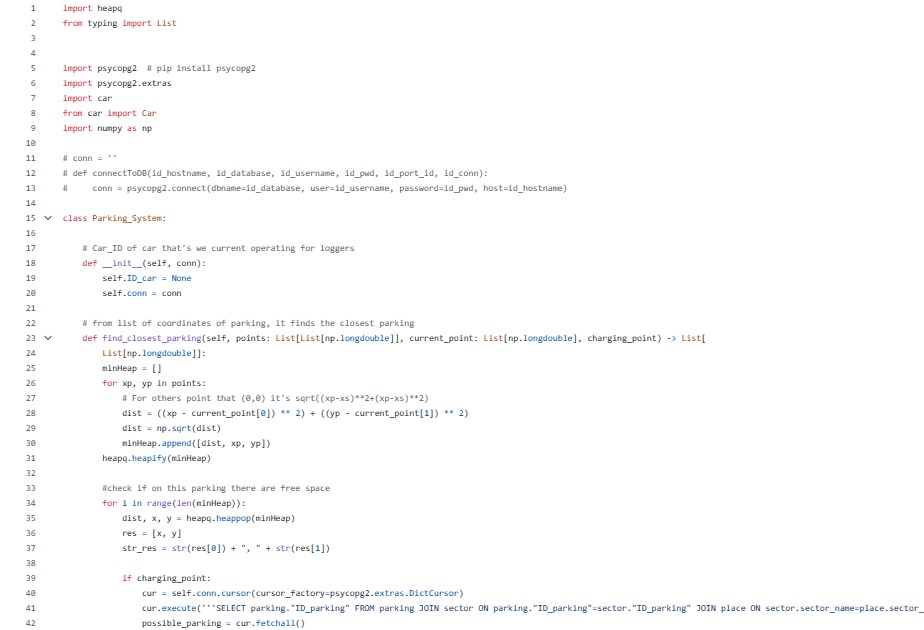 1 import heapq
2 from typing import List
3
4
5 import psycopg2  # pip install psycopg2
6 import psycopg2.extras
7 import car
8 from car import Car
9 import numpy as np
10
11 # conn = ''
12 # def connectToDB(id_hostname, id_database, id_username, id_pwd, id_port_id, id_conn):
13 #     conn = psycopg2.connect(dbname=id_database, user=id_username, password=id_pwd, host=id_hostname)
14
15 class Parking_System:
16
17     # Car_ID of car that's we current operating for loggers
18     def __init__(self, conn):
19         self.ID_car = None
20         self.conn = conn
21
22     # from list of coordinates of parking, it finds the closest parking
23     def find_closest_parking(self, points: List[List[np.longdouble]], current_point: List[np.longdouble], charging_point) -> List[
24         List[np.longdouble]]:
25         minHeap = []
26         for xp, yp in points:
27             # For others point that (0,0) it's sqrt((xp-xs)**2+(xp-xs)**2)
28             dist = ((xp - current_point[0]) ** 2) + ((yp - current_point[1]) ** 2)
29             dist = np.sqrt(dist)
30             minHeap.append([dist, xp, yp])
31         heapq.heapify(minHeap)
32
33         #check if on this parking there are free space
34         for i in range(len(minHeap)):
35             dist, x, y = heapq.heappop(minHeap)
36             res = [x, y]
37             str_res = str(res[0]) + ", " + str(res[1])
38
39             if charging_point:
40                 cur = self.conn.cursor(cursor_factory=psycopg2.extras.DictCursor)
41                 cur.execute('''SELECT parking."ID_parking" FROM parking JOIN sector ON parking."ID_parking"=sector."ID_parking" JOIN place ON sector.sector_name=place.sector_
42                 possible_parking = cur.fetchall()